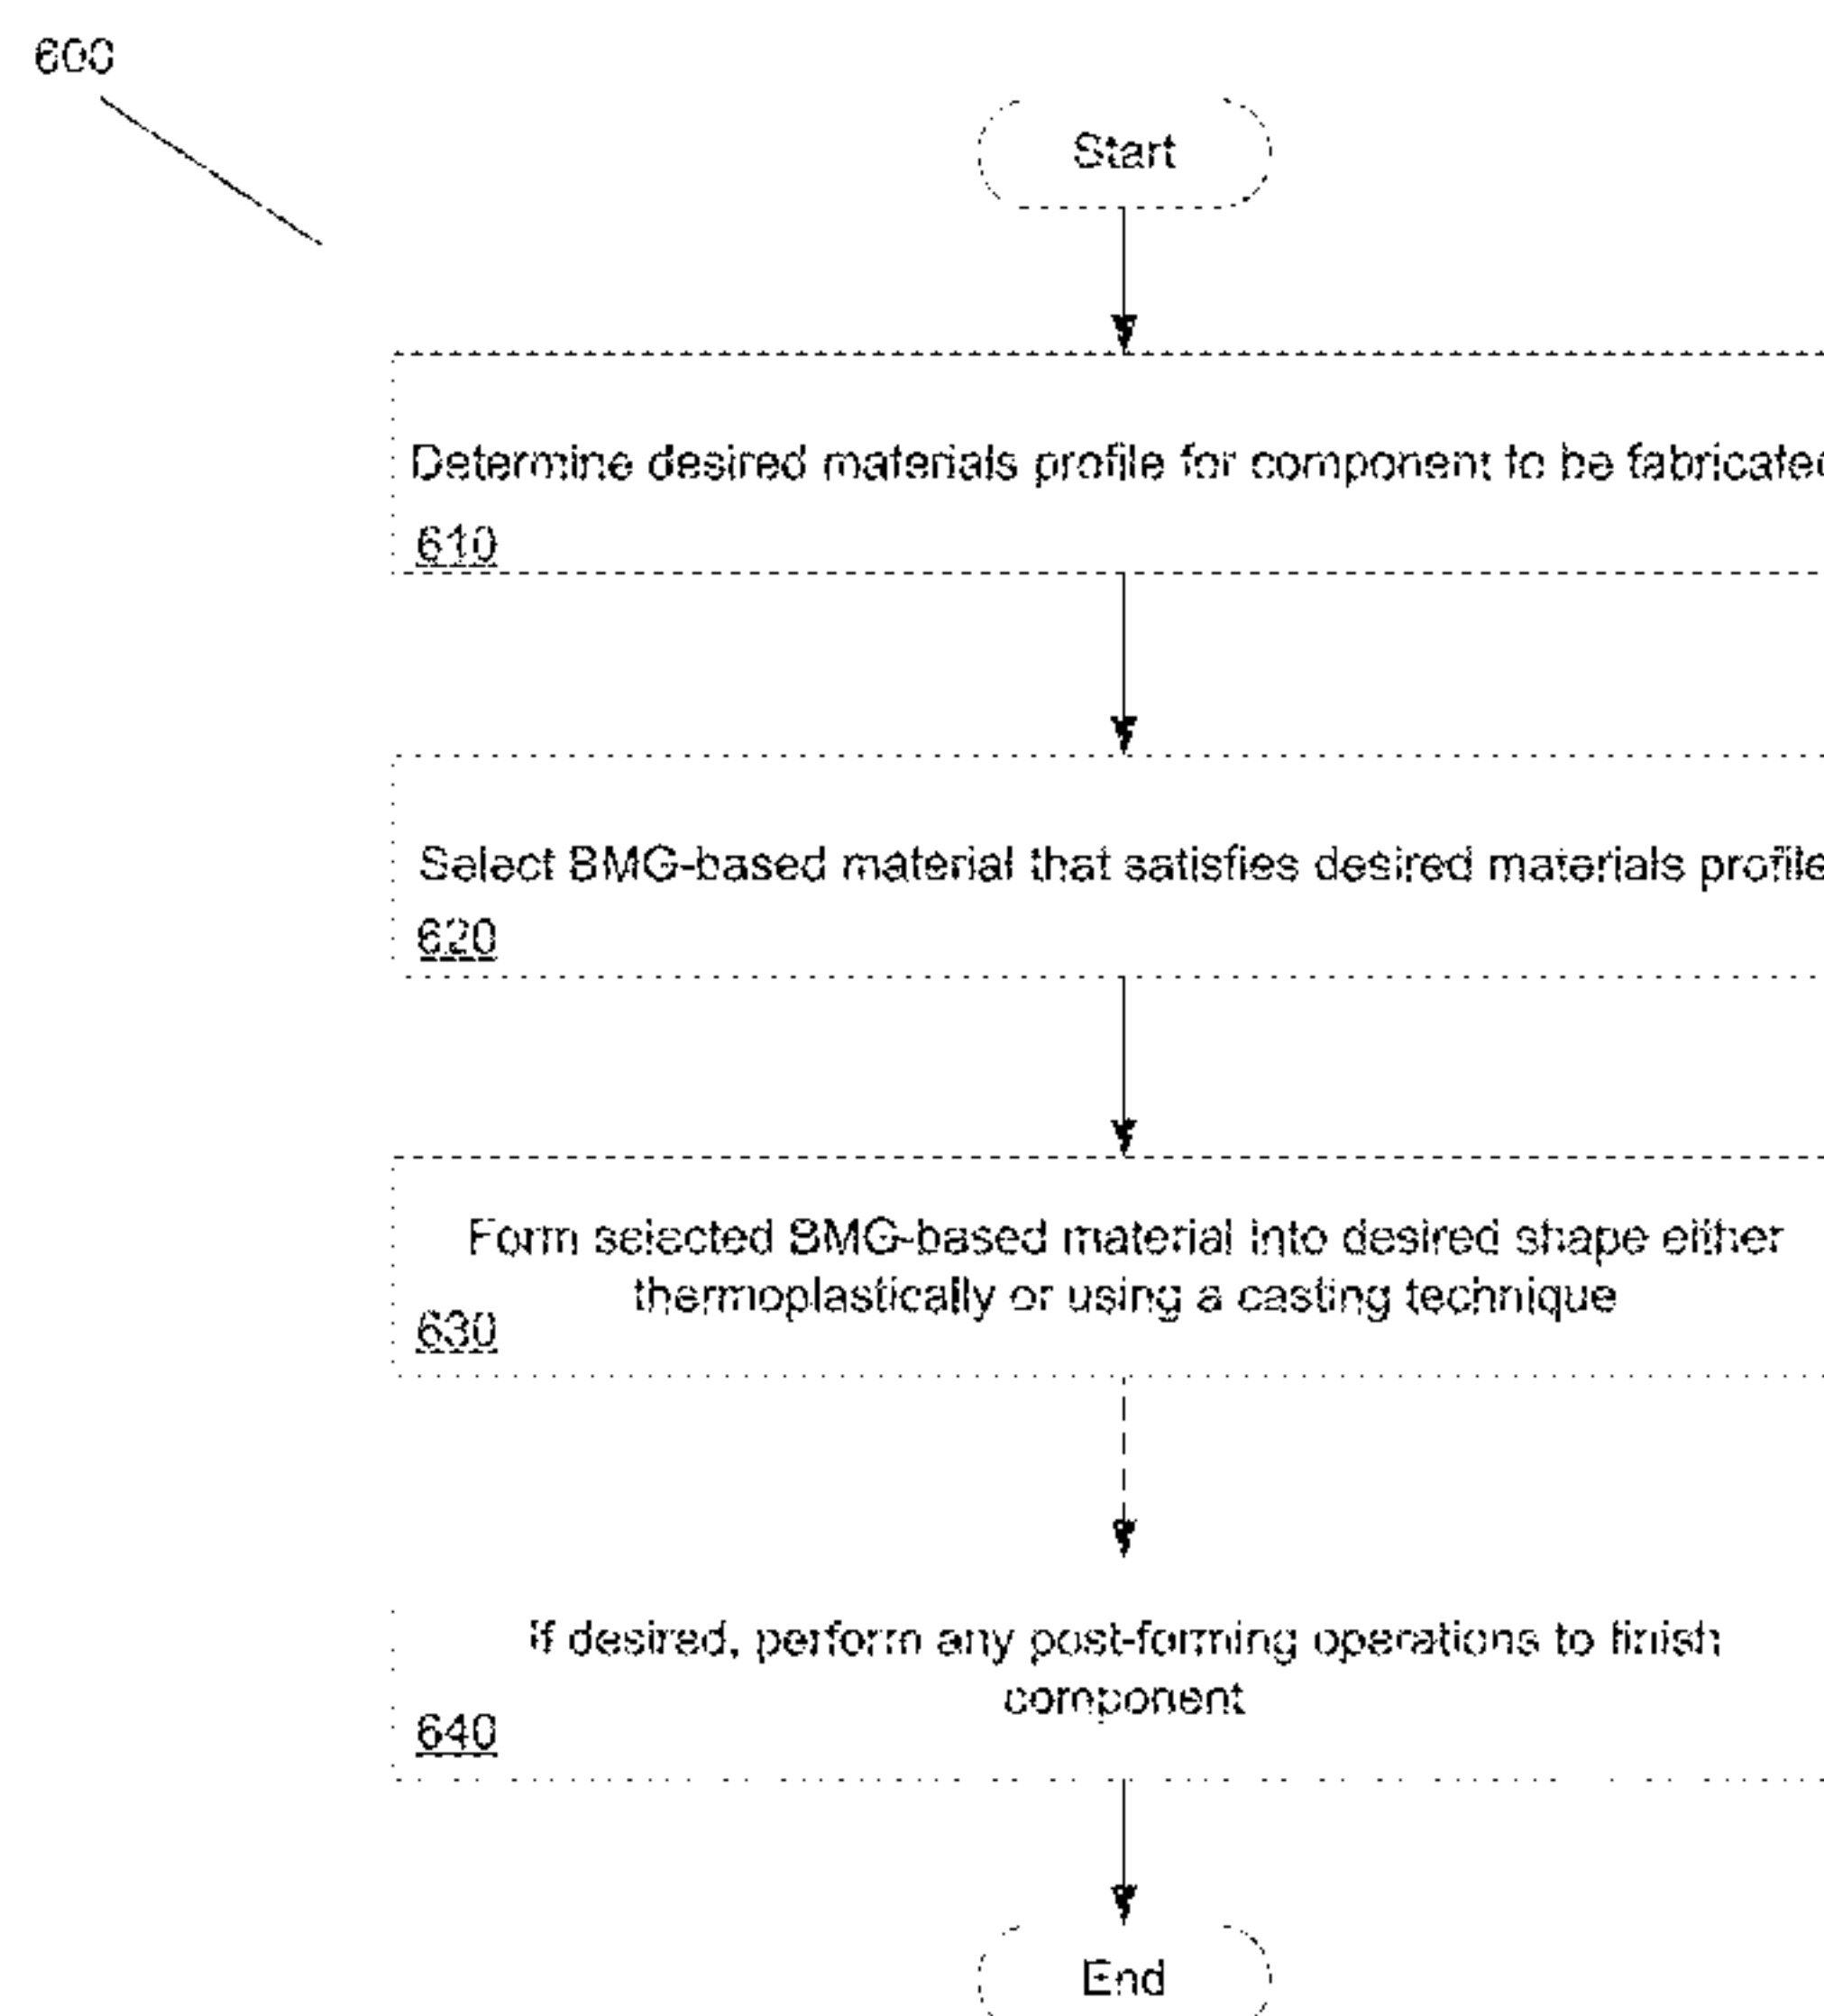 600
Start
Determine desired materials profile for component to be fabricated
610
Select BMG-based material that satisfies desired materials profile
620
Form selected BMG-based material into desired shape either
thermoplastically or using a casting technique
630
If desired, perform any post-forming operations to finish
component
640
End